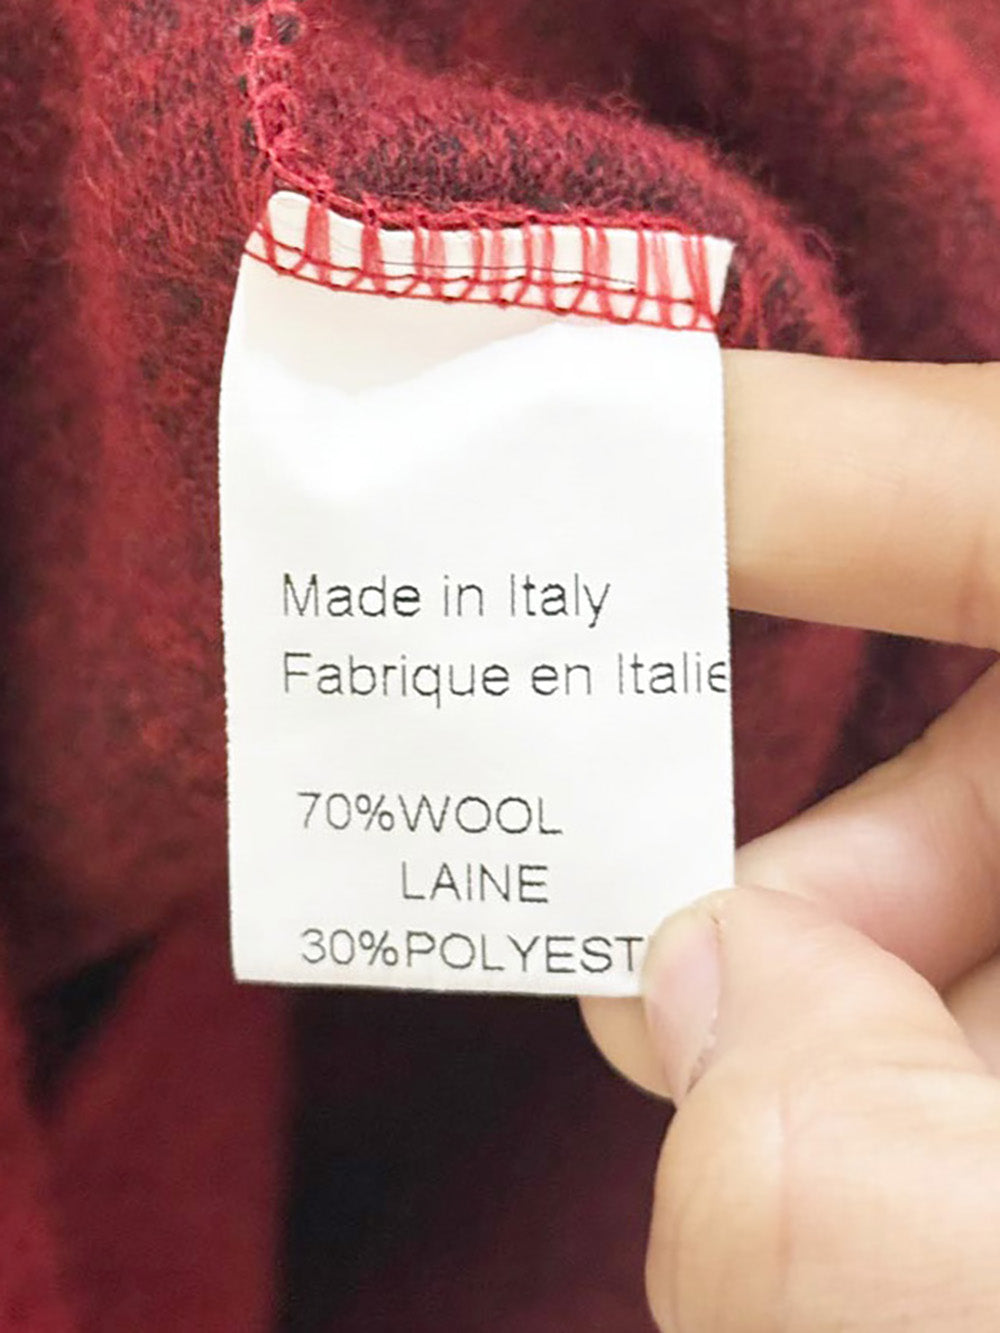 Made in Italy
Fabrique en Italie
70%WOOL
LAINE
30%POLYEST